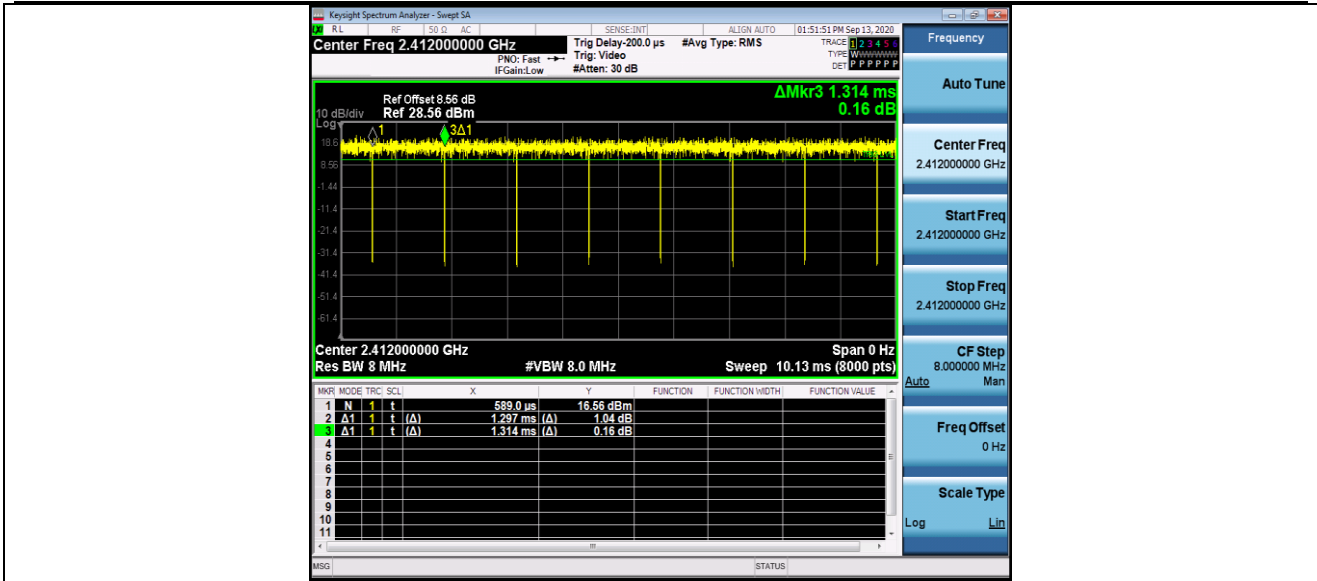 Keysight Spectrum Analyzer - Swept SA
RL RF 50 Ω AC SENSE:INT ALIGN AUTO 01:51:51 PM Sep 13, 2020
Center Freq 2.412000000 GHz
PNO: Fast
IFGain:Low
Trig Delay-200.0 µs
Trig: Video
#Atten: 30 dB
#Avg Type: RMS
TRACE 1 2 3 4 5 6
TYPE WWWWWW
DET P P P P P P
ΔMkr3 1.314 ms
0.16 dB
Ref Offset 8.56 dB
10 dB/div Ref 28.56 dBm
Log
1 3Δ1
18.6
8.56
-1.44
-11.4
-21.4
-31.4
-41.4
-51.4
-61.4
Center 2.412000000 GHz Span 0 Hz
Res BW 8 MHz #VBW 8.0 MHz Sweep 10.13 ms (8000 pts)
MKR MODE TRC SCL X Y FUNCTION FUNCTION WIDTH FUNCTION VALUE
1 N 1 t 589.0 µs 16.56 dBm
2 Δ1 1 t (Δ) 1.297 ms (Δ) 1.04 dB
3 Δ1 1 t (Δ) 1.314 ms (Δ) 0.16 dB
4
5
6
7
8
9
10
11
MSG STATUS
Frequency
Auto Tune
Center Freq
2.412000000 GHz
Start Freq
2.412000000 GHz
Stop Freq
2.412000000 GHz
CF Step
8.000000 MHz
Auto Man
Freq Offset
0 Hz
Scale Type
Log Lin